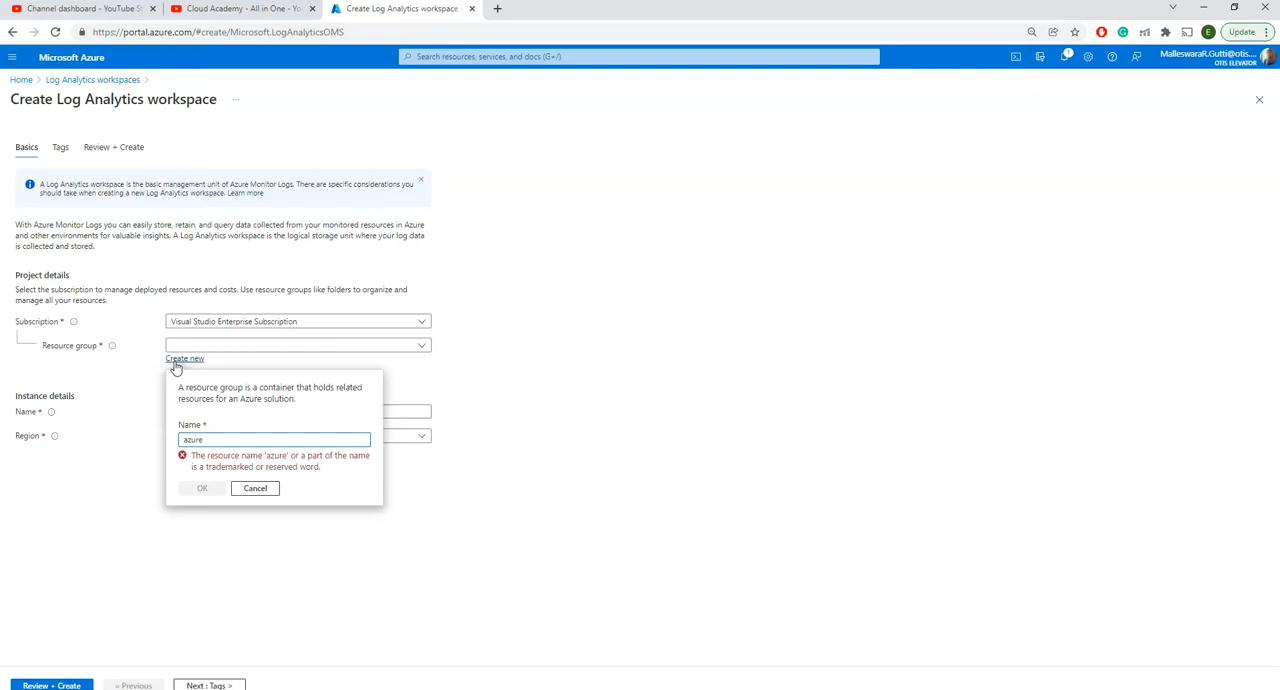 Channel dashboard - YouTube St
Cloud Academy - All in One - Yo
Create Log Analytics workspace
https://portal.azure.com/#create/Microsoft.LogAnalyticsOMS
E
Update
Microsoft Azure
Search resources, services, and docs (G+/)
1
MalleswaraR.Gutti@otis....
OTIS ELEVATOR
Home > Log Analytics workspaces >
Create Log Analytics workspace ...
Basics Tags Review + Create
A Log Analytics workspace is the basic management unit of Azure Monitor Logs. There are specific considerations you
should take when creating a new Log Analytics workspace. Learn more
With Azure Monitor Logs you can easily store, retain, and query data collected from your monitored resources in Azure
and other environments for valuable insights. A Log Analytics workspace is the logical storage unit where your log data
is collected and stored.
Project details
Select the subscription to manage deployed resources and costs. Use resource groups like folders to organize and
manage all your resources.
Subscription *
Visual Studio Enterprise Subscription
Resource group *
Create new
A resource group is a container that holds related
resources for an Azure solution.
Name *
azure
The resource name 'azure' or a part of the name
is a trademarked or reserved word.
OK
Cancel
Instance details
Name *
Region *
Review + Create
« Previous
Next : Tags >